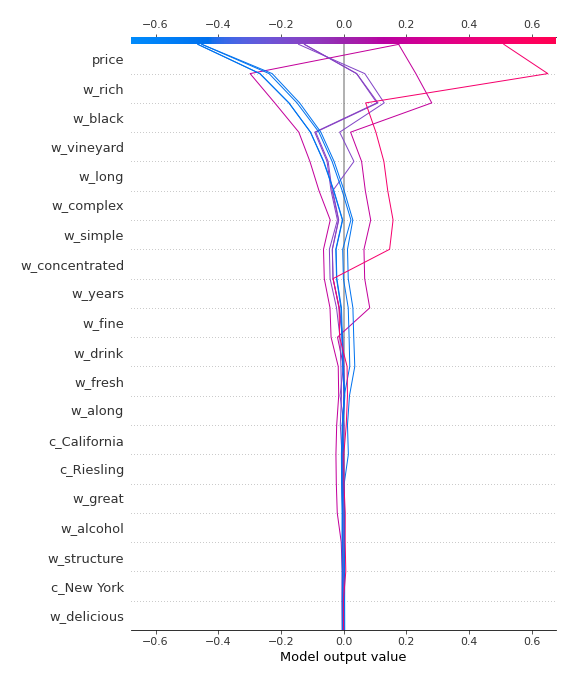 −0.6 −0.4 −0.2 0.0 0.2 0.4 0.6
price
w_rich
w_black
w_vineyard
w_long
w_complex
w_simple
w_concentrated
w_years
w_fine
w_drink
w_fresh
w_along
c_California
c_Riesling
w_great
w_alcohol
w_structure
c_New York
w_delicious
−0.6 −0.4 −0.2 0.0 0.2 0.4 0.6
Model output value